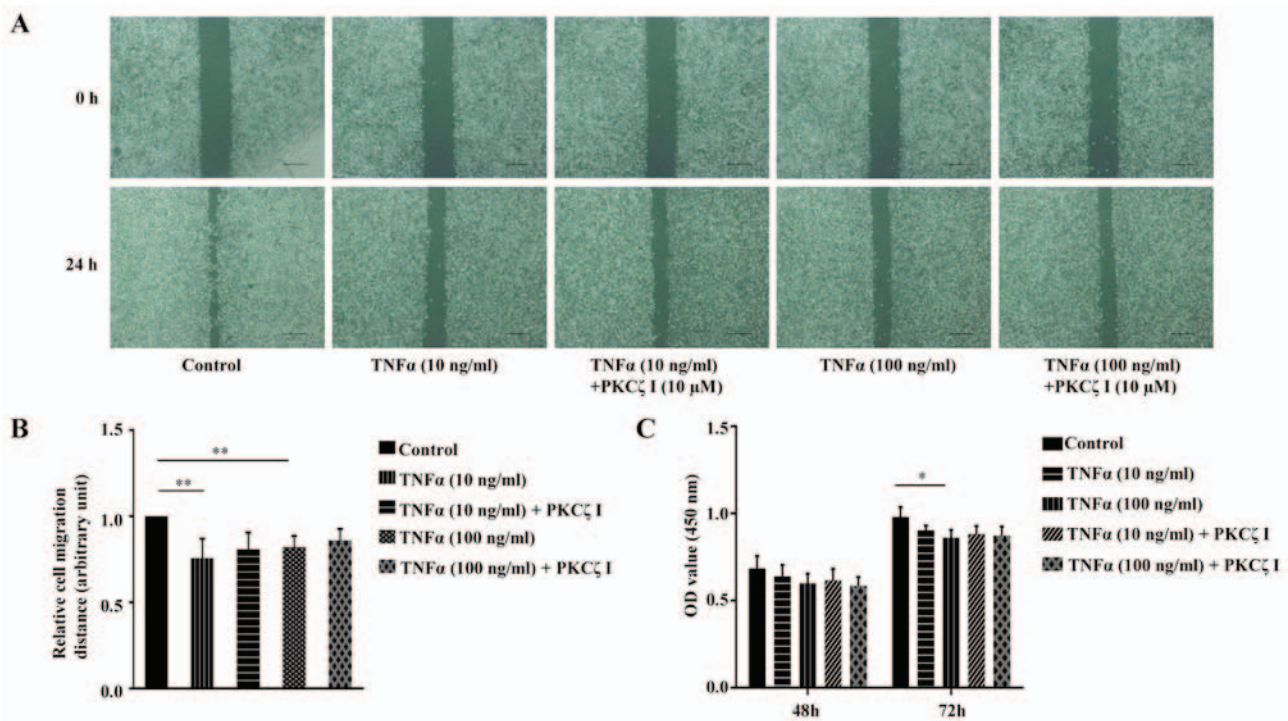 A
0 h
24 h
Control
TNFα (10 ng/ml)
TNFα (10 ng/ml)
+PKCζ I (10 μM)
TNFα (100 ng/ml)
TNFα (100 ng/ml)
+PKCζ I (10 μM)
B
Relative cell migration
distance (arbitrary unit)
1.5
1.0
0.5
0.0
**
**
Control
TNFα (10 ng/ml)
TNFα (10 ng/ml) + PKCζ I
TNFα (100 ng/ml)
TNFα (100 ng/ml) + PKCζ I
C
OD value (450 nm)
1.5
1.0
0.5
0.0
*
48h
72h
Control
TNFα (10 ng/ml)
TNFα (100 ng/ml)
TNFα (10 ng/ml) + PKCζ I
TNFα (100 ng/ml) + PKCζ I